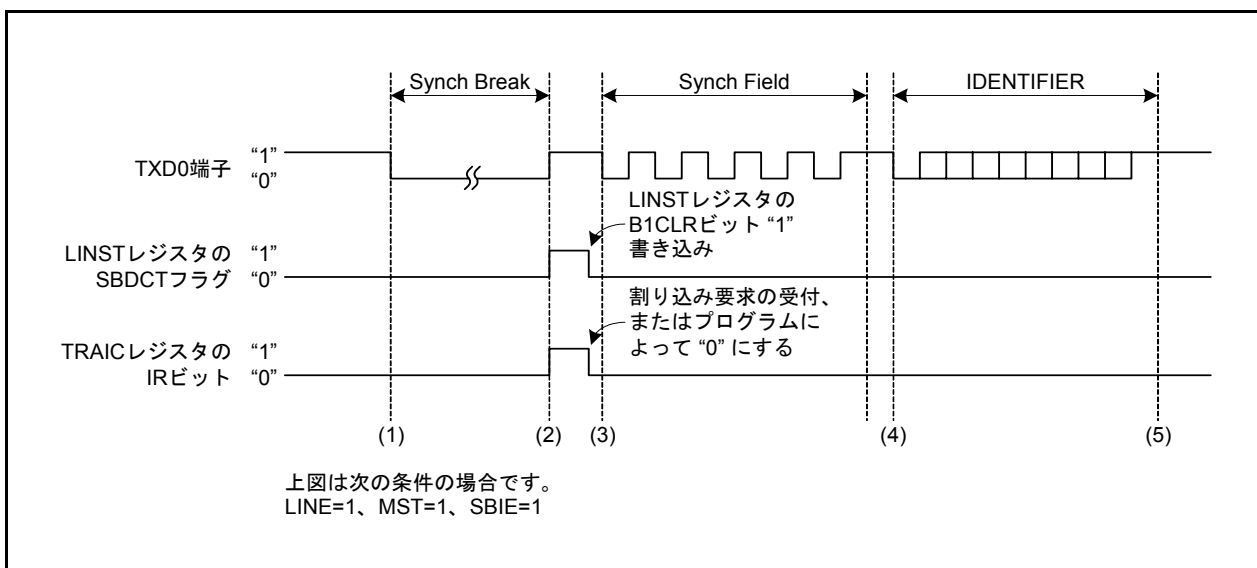 Synch Break
Synch Field
IDENTIFIER
TXD0端子
“1”
“0”
LINSTレジスタの
B1CLRビット “1”
書き込み
LINSTレジスタの
SBDCTフラグ
“1”
“0”
割り込み要求の受付、
またはプログラムに
よって “0” にする
TRAICレジスタの
IRビット
“1”
“0”
(1)
(2)
(3)
(4)
(5)
上図は次の条件の場合です。
LINE=1、MST=1、SBIE=1